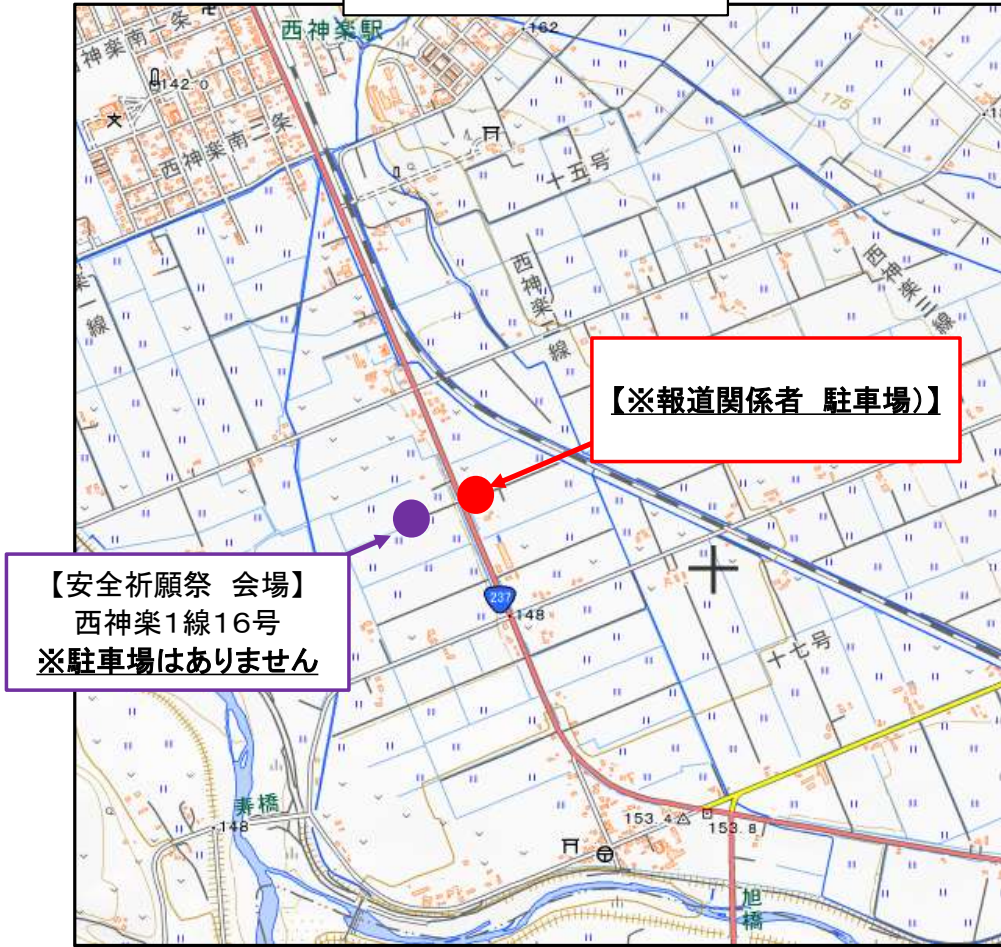 西神楽駅
162
西神楽南二条
142.0
西神楽南二条
十五号
175
西神楽二線
西神楽三線
楽一線
【※報道関係者 駐車場)】
【安全祈願祭 会場】
西神楽1線16号
※駐車場はありません
237
148
十七号
寿橋
148
153.4
153.8
旭橋